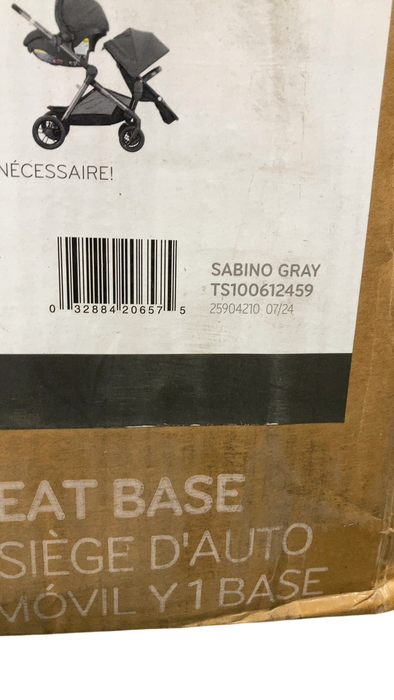 NÉCESSAIRE!
0 32884 20657 5
SABINO GRAY
TS100612459
25904210 07/24
EAT BASE
SIÈGE D'AUTO
MÓVIL Y 1 BASE